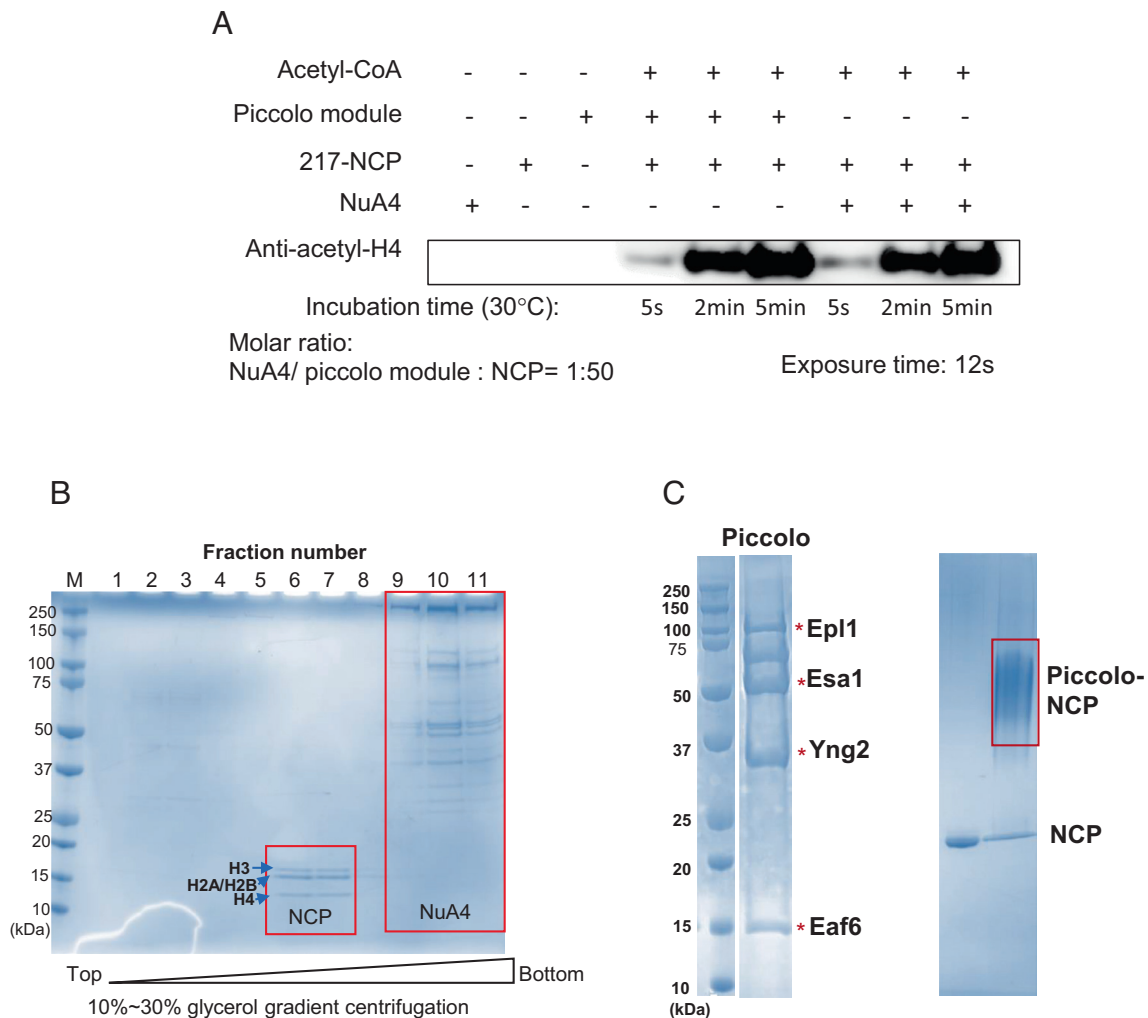 A
Acetyl-CoA - - - + + + + + +
Piccolo module - - + + + + - - -
217-NCP - + - + + + + + +
NuA4 + - - - - - + + +
Anti-acetyl-H4
Incubation time (30°C): 5s 2min 5min 5s 2min 5min
Molar ratio:
NuA4/ piccolo module : NCP= 1:50
Exposure time: 12s
B
Fraction number
M 1 2 3 4 5 6 7 8 9 10 11
250
150
100
75
50
37
25
20
15
10
(kDa)
H3
H2A/H2B
H4
NCP
NuA4
Top
Bottom
10%~30% glycerol gradient centrifugation
C
Piccolo
250
150
100
75
50
37
25
20
15
10
(kDa)
* Epl1
* Esa1
* Yng2
* Eaf6
Piccolo-
NCP
NCP